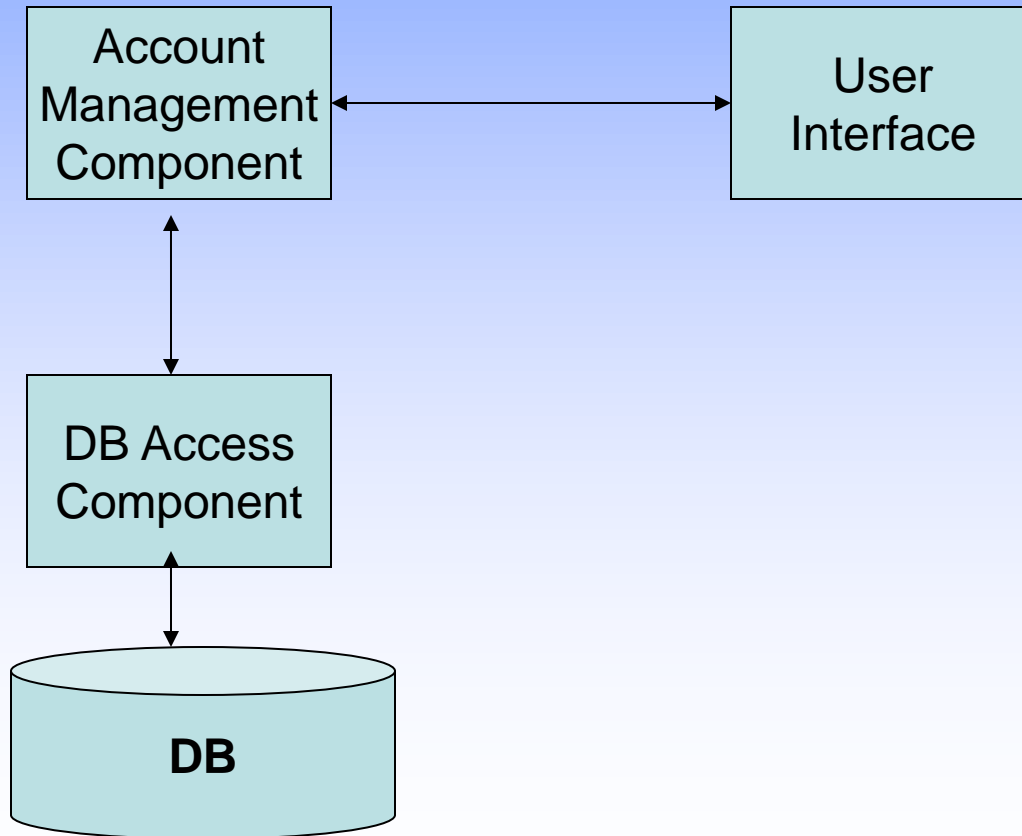 Account
Management
Component
User
Interface
DB Access
Component
DB